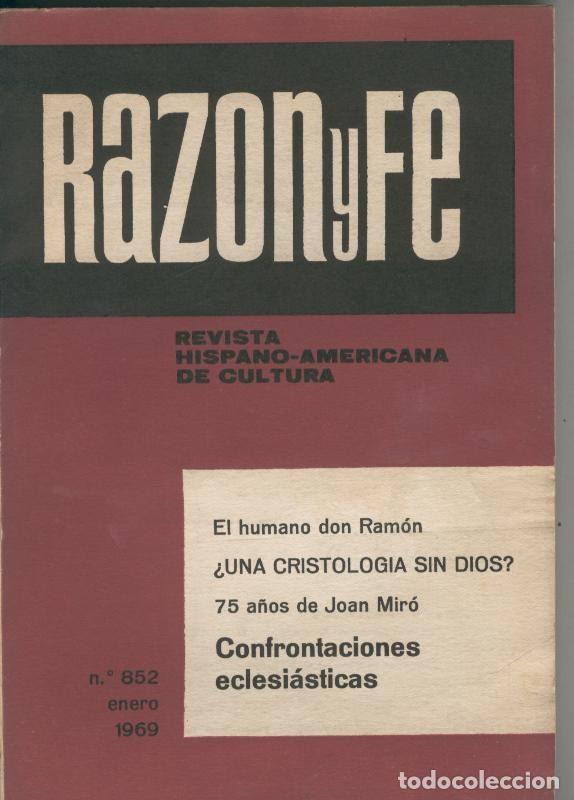 RaZONyFe
REVISTA
HISPANO-AMERICANA
DE CULTURA
El humano don Ramón
¿UNA CRISTOLOGIA SIN DIOS?
75 años de Joan Miró
Confrontaciones
eclesiásticas
n.° 852
enero
1969
todocoleccion